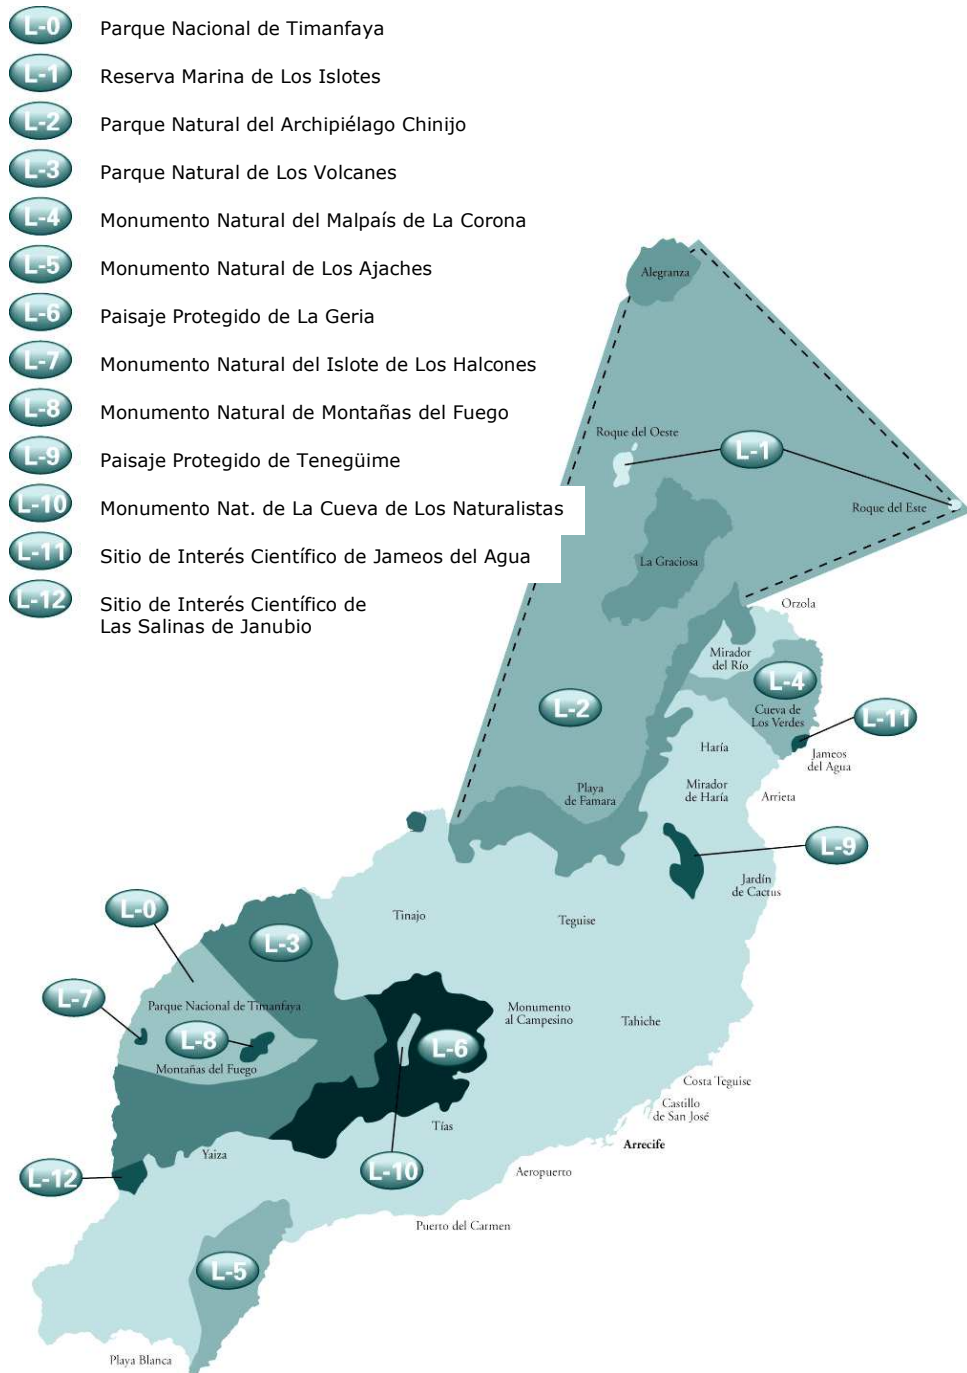 L-0 Parque Nacional de Timanfaya
L-1 Reserva Marina de Los Islotes
L-2 Parque Natural del Archipiélago Chinijo
L-3 Parque Natural de Los Volcanes
L-4 Monumento Natural del Malpaís de La Corona
L-5 Monumento Natural de Los Ajaches
L-6 Paisaje Protegido de La Geria
L-7 Monumento Natural del Islote de Los Halcones
L-8 Monumento Natural de Montañas del Fuego
L-9 Paisaje Protegido de Tenegüime
L-10 Monumento Nat. de La Cueva de Los Naturalistas
L-11 Sitio de Interés Científico de Jameos del Agua
L-12 Sitio de Interés Científico de
Las Salinas de Janubio
Alegranza
Roque del Oeste
L-1
Roque del Este
La Graciosa
Orzola
Mirador
del Río
L-4
L-2
Cueva de
Los Verdes
L-11
Haría
Jameos
del Agua
Mirador
de Haría
Playa
de Famara
Arrieta
L-9
Jardín
de Cactus
L-0
Tinajo
Teguise
L-3
L-7
Parque Nacional de Timanfaya
Monumento
al Campesino
Tahiche
L-8
L-6
Montañas del Fuego
Costa Teguise
Castillo
de San José
Tías
Arrecife
Yaiza
L-10
Aeropuerto
L-12
Puerto del Carmen
L-5
Playa Blanca